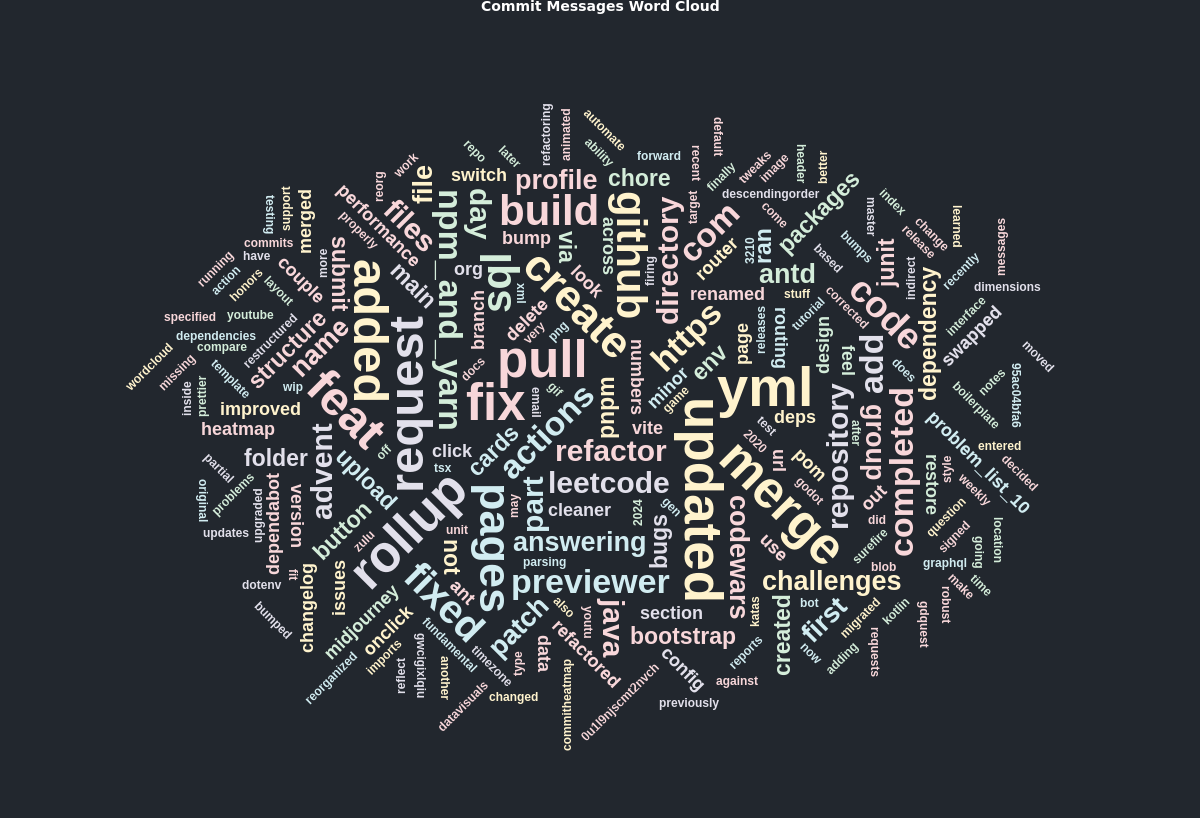 Commit Messages Word Cloud
automate
refactoring
animated
default
repo
later
ability
forward
recent
finally
tweaks
image
header
better
work
reorg
file
switch
profile
chore
descendingorder
packages
testing
support
merged
performance
property
files
npm_and_yarn
day
build
github
across
target
directory
com
come
router
ran
3210
index
master
change
release
learned
messages
commits
have
more
submit
main
org
bump
via
look
firing
renamed
antd
stuff
based
bumps
junit
indirect
recently
dimensions
running
action
honors
layout
couple
added
lbs
xml
create
https
env
page
releases
routing
tutorial
corrected
code
dependency
interface
swapped
specified
youtube
dependencies
compare
restructured
structure
name
request
branch
delete
very
png
pull
numbers
minor
design
feel
add
does
moved
wordcloud
missing
template
inside
prettier
wip
feat
docs
fix
email
gif
actions
pnpm
game
yml
deps
boilerplate
notes
95ac04bfa6
improved
heatmap
off
click
tsx
cards
vite
updated
test
2020
after
group
repository
completed
problem_list_10
entered
decided
partial
folder
advent
upload
refactor
merge
url
pom
godot
out
did
restore
style
weekly
problems
original
updates
upgraded
dependabot
version
button
zulu
rollup
pages
may
part
leetcode
cleaner
2024
gen
bugs
codewars
use
surefire
question
signed
location
going
unit
not
answering
parsing
previewer
challenges
blob
graphql
time
make
robust
dotenv
fit
issues
changelog
bumped
midjourney
onclick
fixed
ant
patch
also
youtu
java
section
bootstrap
katas
created
bot
first
now
migrated
kotlin
adding
requests
gdquest
reorganized
imports
reflect
gwcigixlqiu
fundamental
another
timezone
type
data
refactored
config
reports
against
previously
datavisuals
changed
commitheatmap
0u1l9njscmt2nvch